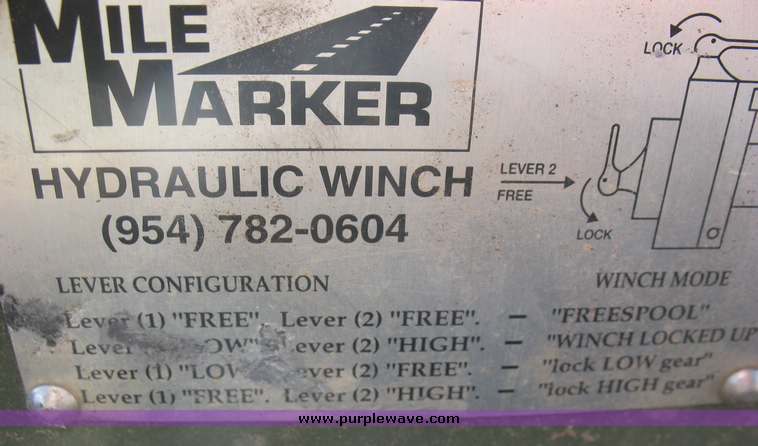 MILE
MARKER
HYDRAULIC WINCH
(954) 782-0604
LOCK
LEVER 2
FREE
LOCK
LEVER CONFIGURATION WINCH MODE
Lever (1) "FREE". Lever (2) "FREE". – "FREESPOOL"
Lever (2) "HIGH". – "WINCH LOCKED UP"
Lever (1) "LOW Lever (2) "FREE". – "lock LOW gear"
Lever (1) "FREE". Lever (2) "HIGH". – "lock HIGH gear"
www.purplewave.com